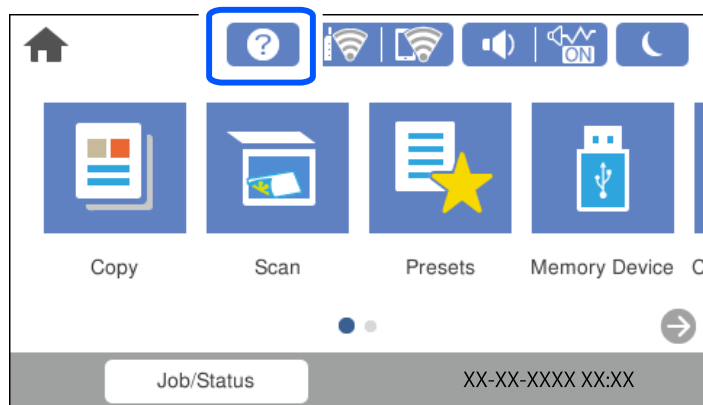 ?
ON
Copy Scan Presets Memory Device C
Job/Status XX-XX-XXXX XX:XX